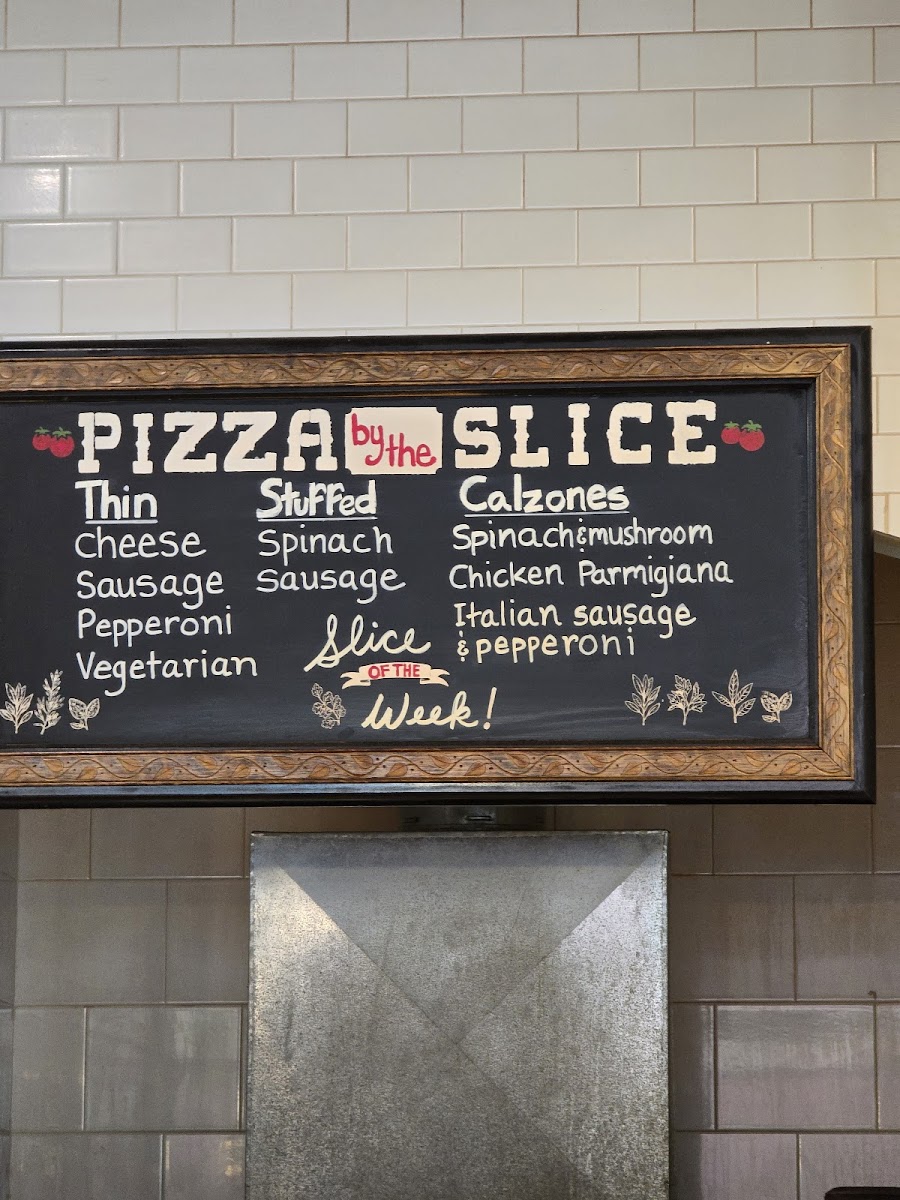 PIZZA by the SLICE
Thin
cheese
Sausage
Pepperoni
Vegetarian
Stuffed
Spinach
sausage
Slice
OF THE
Week!
Calzones
Spinach & mushroom
Chicken Parmigiana
Italian sausage
& pepperoni